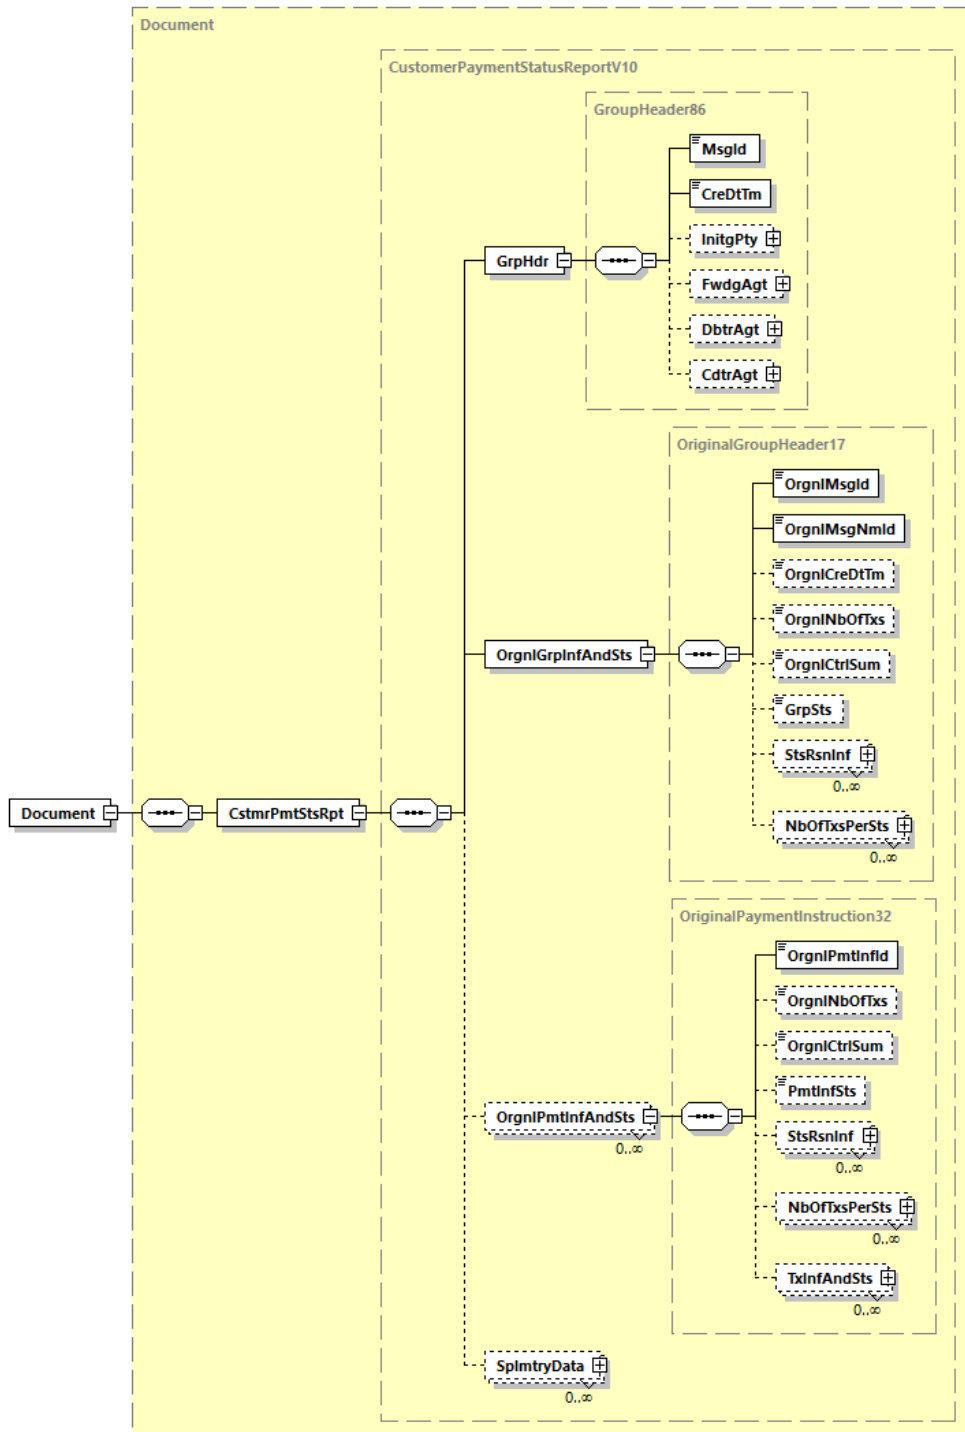 Document
CustomerPaymentStatusReportV10
GroupHeader86
MsgId
CreDtTm
InitgPty
GrpHdr
FwdgAgt
DbtrAgt
CdtrAgt
OriginalGroupHeader17
OrgnlMsgId
OrgnlMsgNmId
OrgnlCreDtTm
OrgnlNbOfTxs
OrgnlGrpInfAndSts
OrgnlCtrlSum
GrpSts
StsRsnInf
0..∞
Document
CstmrPmtStsRpt
NbOfTxsPerSts
0..∞
OriginalPaymentInstruction32
OrgnlPmtInfId
OrgnlNbOfTxs
OrgnlCtrlSum
PmtInfSts
OrgnlPmtInfAndSts
0..∞
StsRsnInf
0..∞
NbOfTxsPerSts
0..∞
TxInfAndSts
0..∞
SplmtryData
0..∞